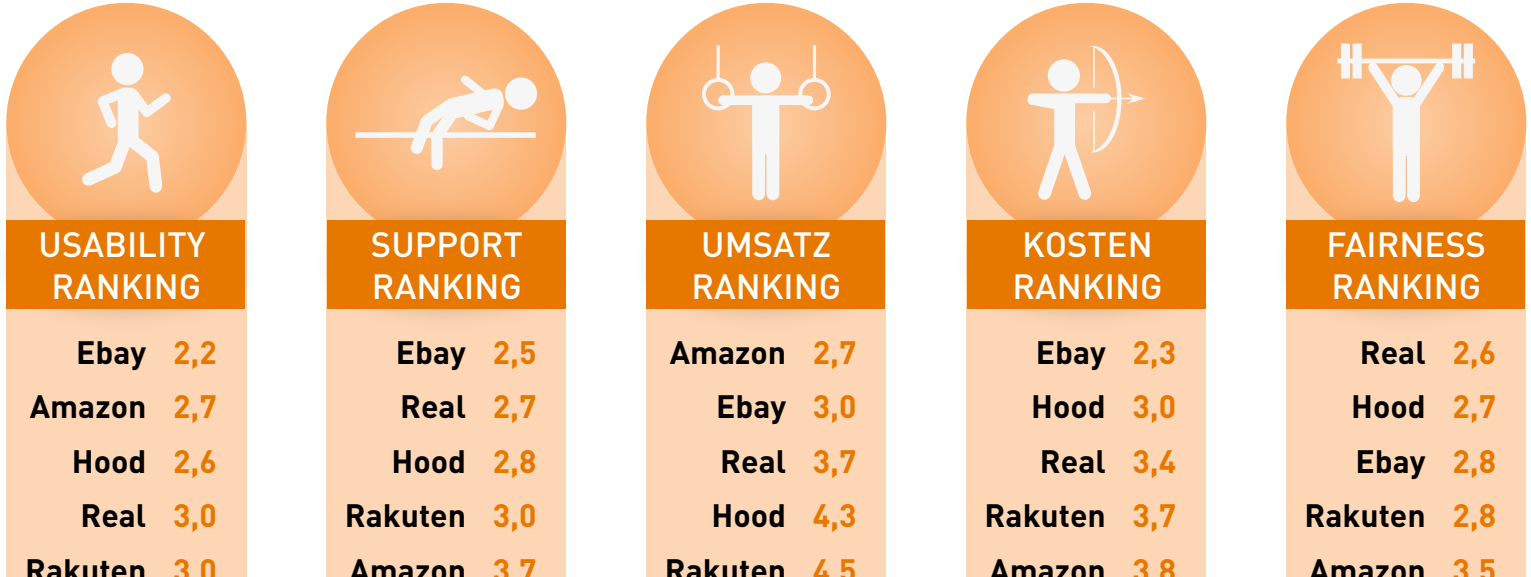 USABILITY
RANKING
Ebay 2,2
Amazon 2,7
Hood 2,6
Real 3,0
Rakuten 3,0
SUPPORT
RANKING
Ebay 2,5
Real 2,7
Hood 2,8
Rakuten 3,0
Amazon 3,7
UMSATZ
RANKING
Amazon 2,7
Ebay 3,0
Real 3,7
Hood 4,3
Rakuten 4,5
KOSTEN
RANKING
Ebay 2,3
Hood 3,0
Real 3,4
Rakuten 3,7
Amazon 3,8
FAIRNESS
RANKING
Real 2,6
Hood 2,7
Ebay 2,8
Rakuten 2,8
Amazon 3,5